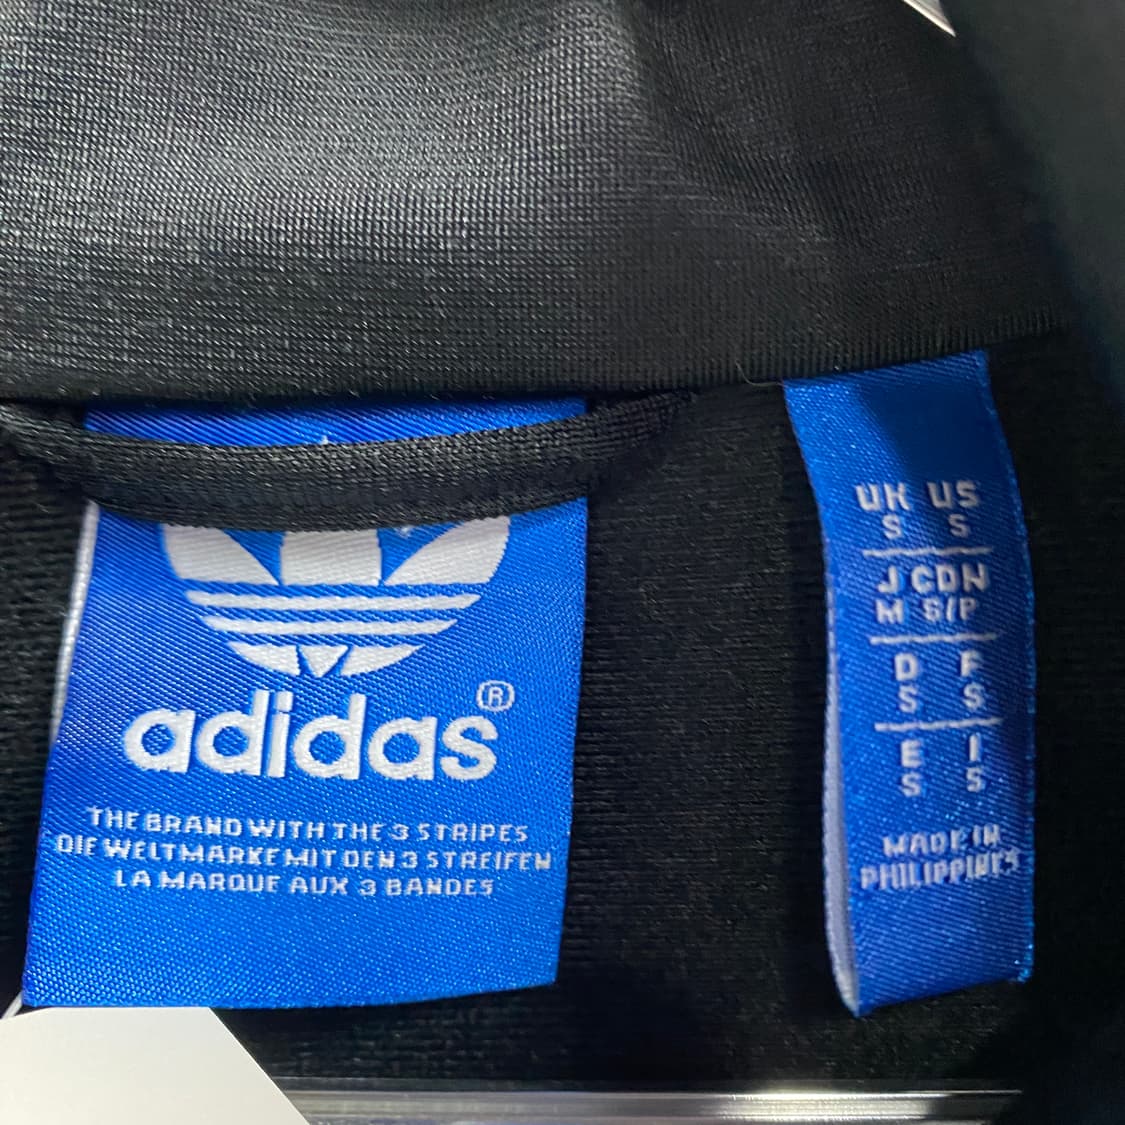 adidas®
THE BRAND WITH THE 3 STRIPES
DIE WELTMARKE MIT DEN 3 STREIFEN
LA MARQUE AUX 3 BANDES
UK US
S S
J CDN
M S/P
D F
S S
E I
S S
MADE IN
PHILIPPINES